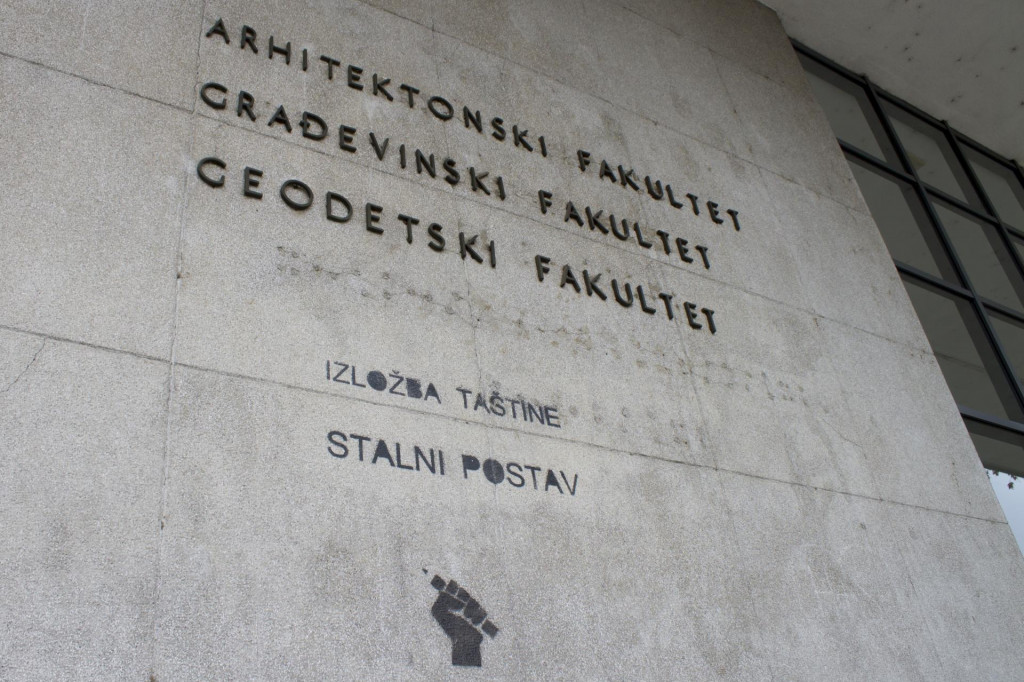 ARHITEKTONSKI FAKULTET
GRAĐEVINSKI FAKULTET
GEODETSKI FAKULTET
IZLOŽBA TAŠTINE
STALNI POSTAV